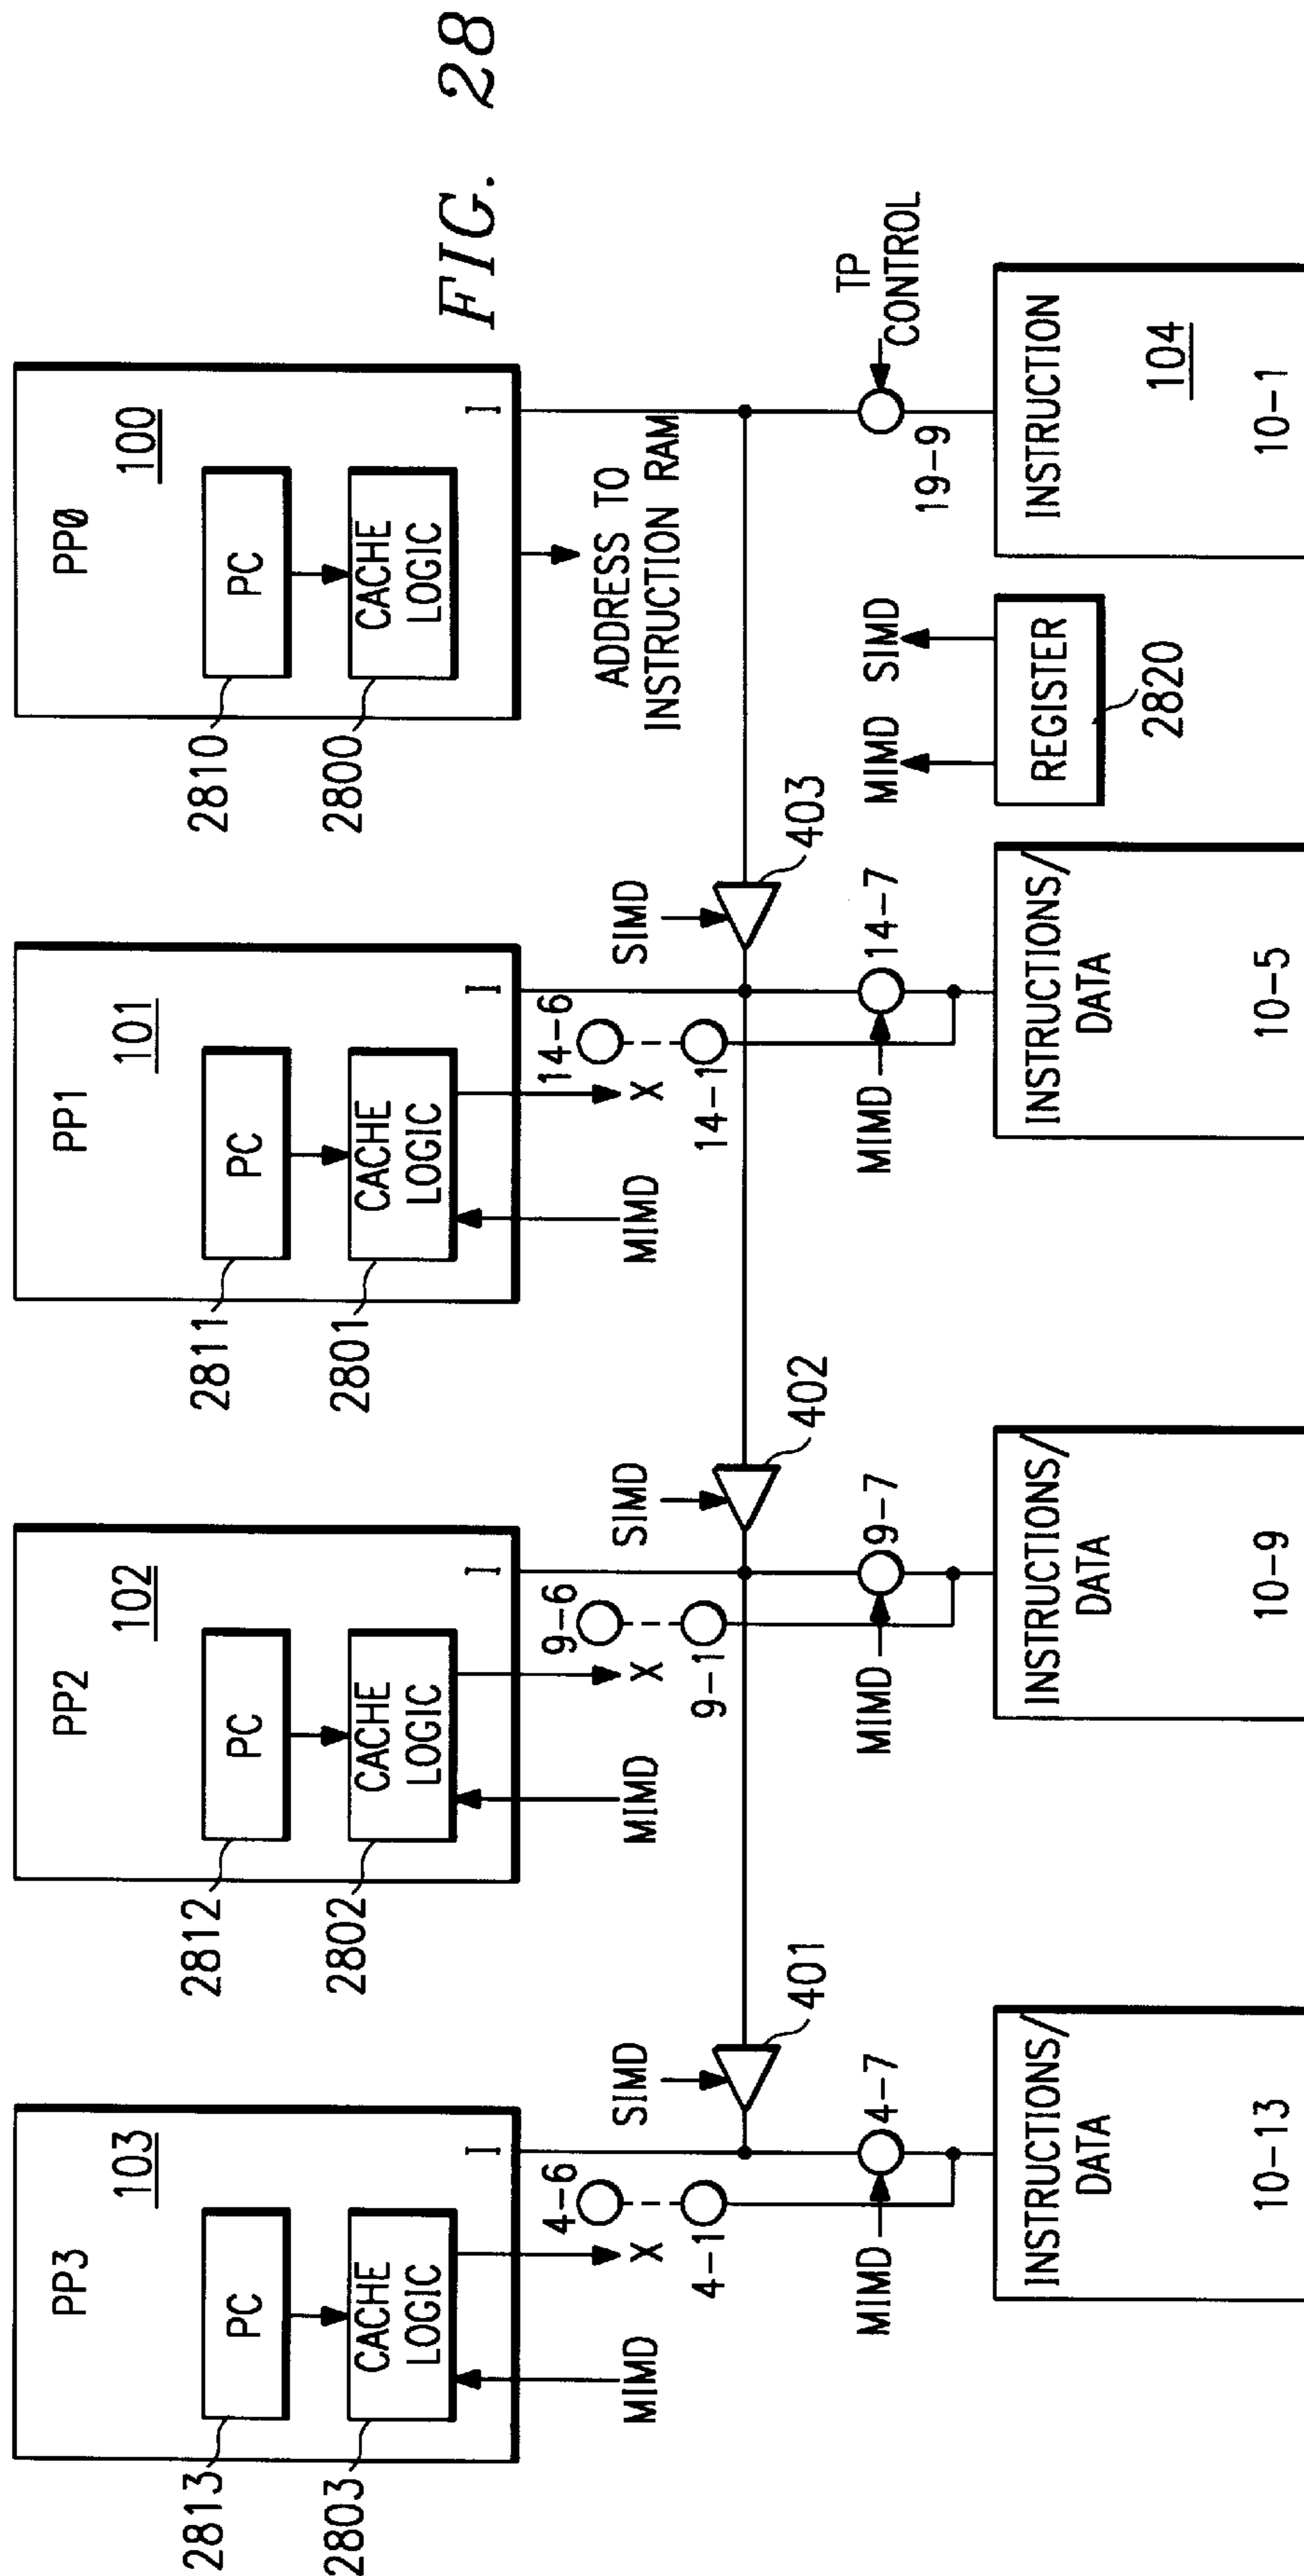 FIG. 28
PP3
103
PC
CACHE
LOGIC
I
2813
2803
PP2
102
PC
CACHE
LOGIC
I
2812
2802
PP1
101
PC
CACHE
LOGIC
I
2811
2801
PPØ
100
PC
CACHE
LOGIC
I
2810
2800
MIMD
X
4-6
4-1
SIMD
401
MIMD
X
9-6
9-1
SIMD
402
MIMD
X
14-6
14-1
SIMD
403
ADDRESS TO
INSTRUCTION RAM
MIMD
4-7
MIMD
9-7
MIMD
14-7
MIMD
SIMD
19-9
TP
CONTROL
INSTRUCTIONS/
DATA
10-13
INSTRUCTIONS/
DATA
10-9
INSTRUCTIONS/
DATA
10-5
REGISTER
2820
INSTRUCTION
104
10-1